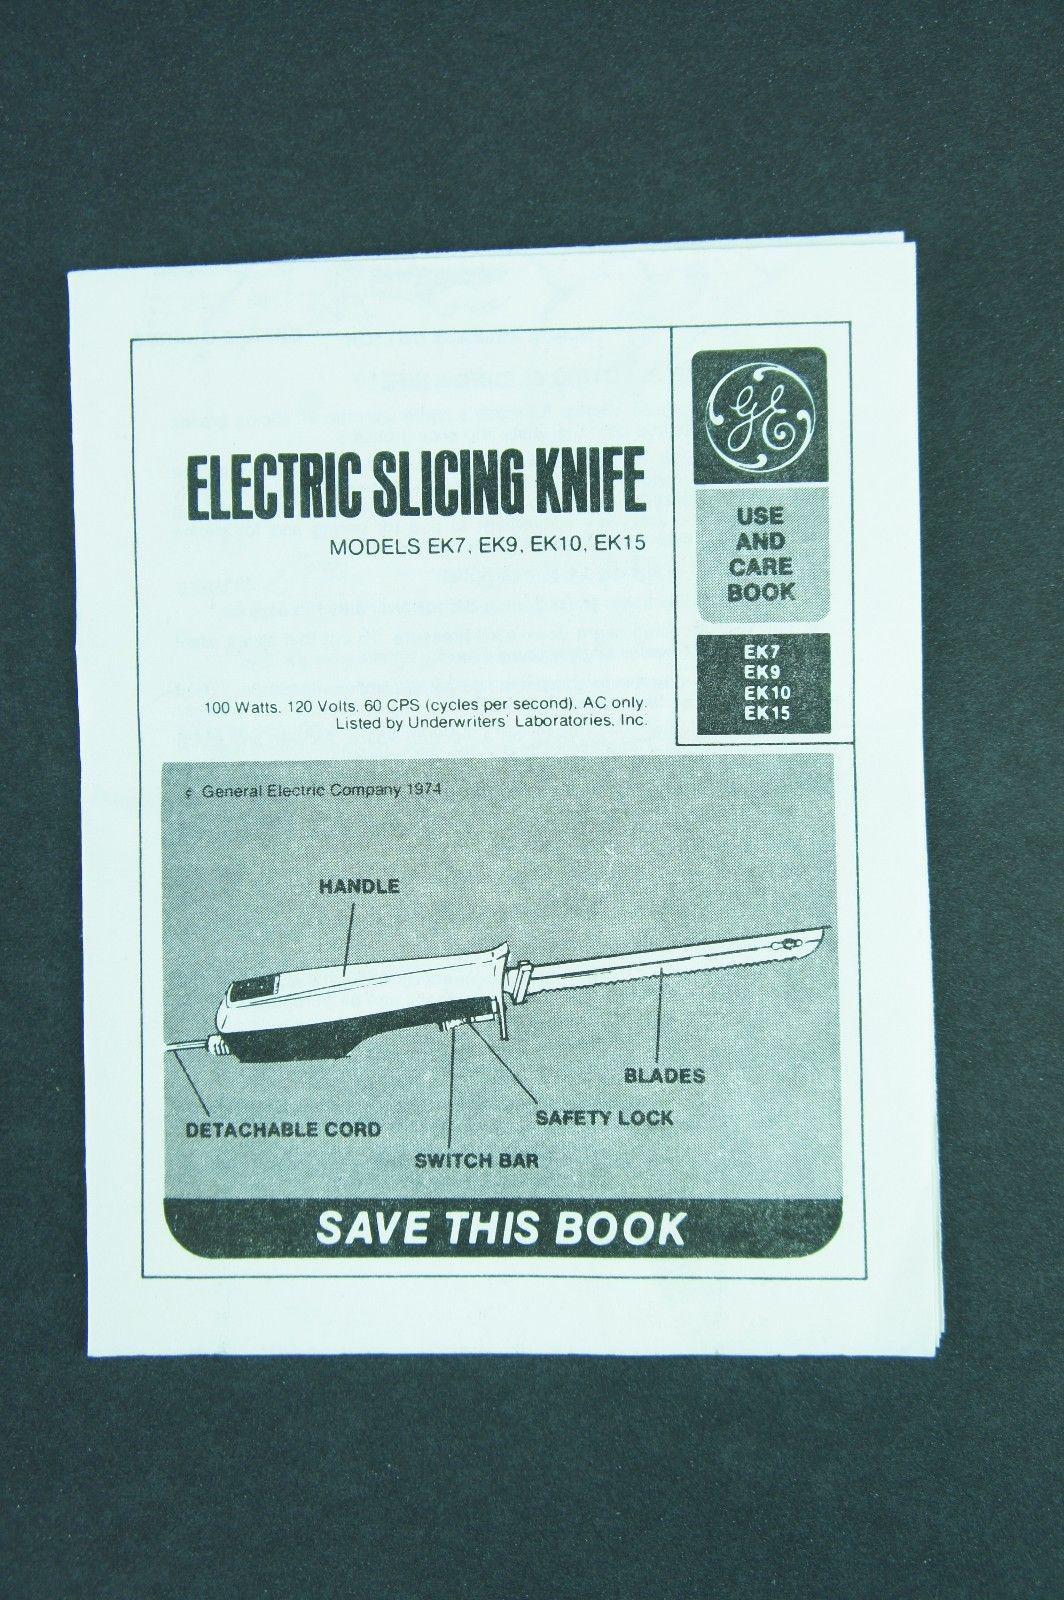 ELECTRIC SLICING KNIFE
MODELS EK7, EK9, EK10, EK15
100 Watts. 120 Volts. 60 CPS (cycles per second). AC only.
Listed by Underwriters' Laboratories, Inc.
GE
USE
AND
CARE
BOOK
EK7
EK9
EK10
EK15
¢ General Electric Company 1974
HANDLE
BLADES
SAFETY LOCK
DETACHABLE CORD
SWITCH BAR
SAVE THIS BOOK